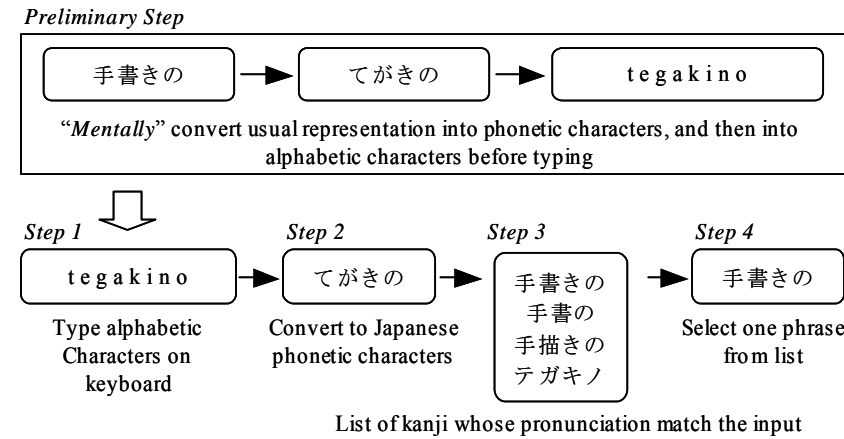 Preliminary Step
手書きの
てがきの
tegakino
“Mentally” convert usual representation into phonetic characters, and then into
alphabetic characters before typing
Step 1
tegakino
Type alphabetic
Characters on
keyboard
Step 2
てがきの
Convert to Japanese
phonetic characters
Step 3
手書きの
手書の
手描きの
テガキノ
List of kanji whose pronunciation match the input
Step 4
手書きの
Select one phrase
from list